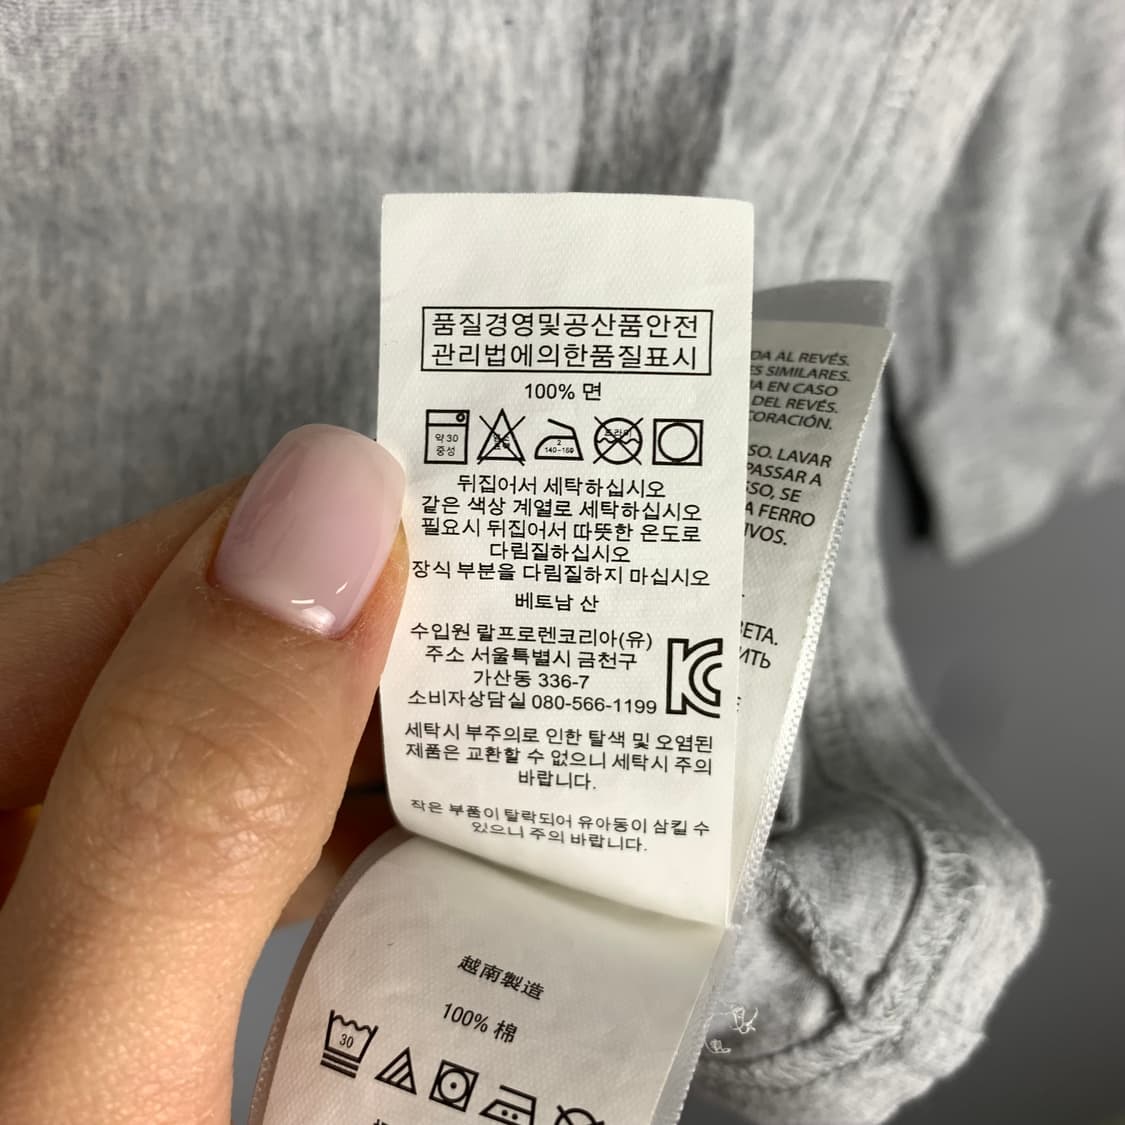 품질경영및공산품안전
관리법에의한품질표시
100% 면
약 30
중성
2
140-160
드라이
뒤집어서 세탁하십시오
같은 색상 계열로 세탁하십시오
필요시 뒤집어서 따뜻한 온도로
다림질하십시오
장식 부분을 다림질하지 마십시오
베트남 산
수입원 랄프로렌코리아(유)
주소 서울특별시 금천구
가산동 336-7
소비자상담실 080-566-1199
세탁시 부주의로 인한 탈색 및 오염된
제품은 교환할 수 없으니 세탁시 주의
바랍니다.
작은 부품이 탈락되어 유아동이 삼킬 수
있으니 주의 바랍니다.
越南製造
100% 棉
30
DA AL REVÉS.
SIMILARES.
EN CASO
DEL REVÉS.
SO. LAVAR
PASSAR A
SSO, SE
A FERRO
IVOS.
ETA.
ИТЬ